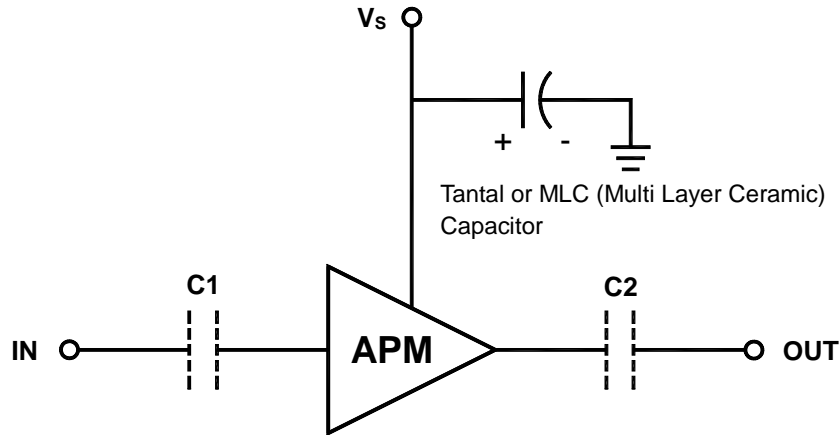 Vs
+ -
Tantal or MLC (Multi Layer Ceramic)
Capacitor
C1
C2
IN
APM
OUT